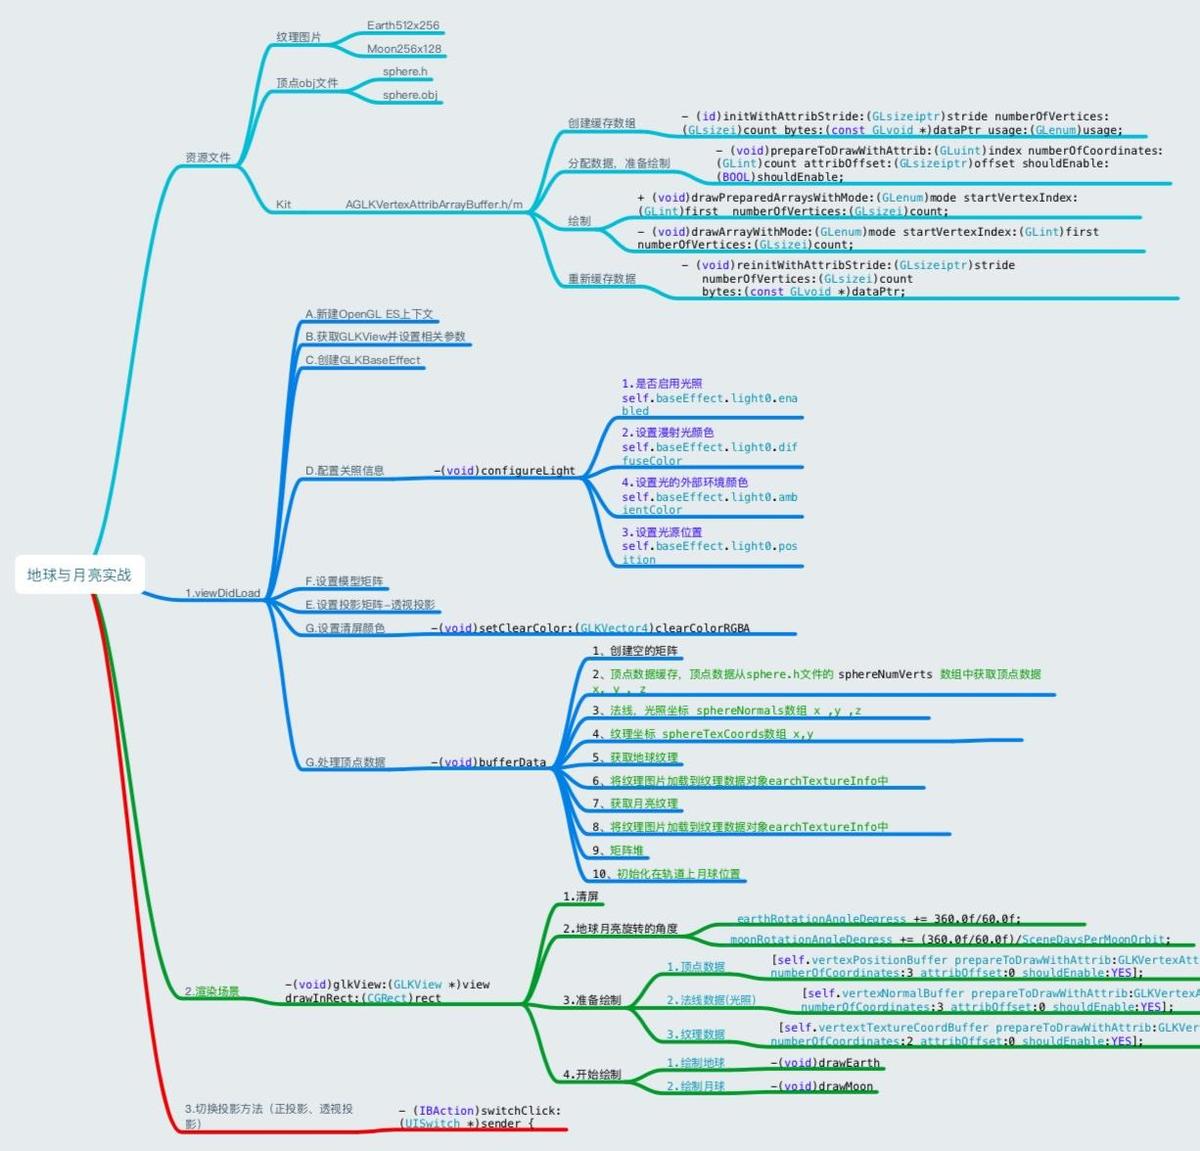 纹理图片
Earth512x256
Moon256x128
顶点obj文件
sphere.h
sphere.obj
资源文件
Kit
AGLKVertexAttribArrayBuffer.h/m
创建缓存数组
- (id)initWithAttribStride:(GLsizeiptr)stride numberOfVertices:
(GLsizei)count bytes:(const GLvoid *)dataPtr usage:(GLenum)usage;
分配数据，准备绘制
- (void)prepareToDrawWithAttrib:(GLuint)index numberOfCoordinates:
(GLint)count attribOffset:(GLsizeiptr)offset shouldEnable:
(BOOL)shouldEnable;
绘制
+ (void)drawPreparedArraysWithMode:(GLenum)mode startVertexIndex:
(GLint)first  numberOfVertices:(GLsizei)count;
- (void)drawArrayWithMode:(GLenum)mode startVertexIndex:(GLint)first
numberOfVertices:(GLsizei)count;
重新缓存数据
- (void)reinitWithAttribStride:(GLsizeiptr)stride
numberOfVertices:(GLsizei)count
bytes:(const GLvoid *)dataPtr;
地球与月亮实战
1.viewDidLoad
A.新建OpenGL ES上下文
B.获取GLKView并设置相关参数
C.创建GLKBaseEffect
D.配置关照信息
-(void)configureLight
1.是否启用光照
self.baseEffect.light0.ena
bled
2.设置漫射光颜色
self.baseEffect.light0.dif
fuseColor
4.设置光的外部环境颜色
self.baseEffect.light0.amb
ientColor
3.设置光源位置
self.baseEffect.light0.pos
ition
F.设置模型矩阵
E.设置投影矩阵-透视投影
G.设置清屏颜色
-(void)setClearColor:(GLKVector4)clearColorRGBA
G.处理顶点数据
-(void)bufferData
1、创建空的矩阵
2、顶点数据缓存，顶点数据从sphere.h文件的 sphereNumVerts 数组中获取顶点数据
x, y , z
3、法线，光照坐标 sphereNormals数组 x ,y ,z
4、纹理坐标 sphereTexCoords数组 x,y
5、获取地球纹理
6、将纹理图片加载到纹理数据对象earchTextureInfo中
7、获取月亮纹理
8、将纹理图片加载到纹理数据对象earchTextureInfo中
9、矩阵堆
10、初始化在轨道上月球位置
2.渲染场景
-(void)glkView:(GLKView *)view
drawInRect:(CGRect)rect
1.清屏
2.地球月亮旋转的角度
earthRotationAngleDegress += 360.0f/60.0f;
moonRotationAngleDegress += (360.0f/60.0f)/SceneDaysPerMoonOrbit;
3.准备绘制
1.顶点数据
[self.vertexPositionBuffer prepareToDrawWithAttrib:GLKVertexAtt
numberOfCoordinates:3 attribOffset:0 shouldEnable:YES];
2.法线数据(光照)
[self.vertexNormalBuffer prepareToDrawWithAttrib:GLKVertexA
numberOfCoordinates:3 attribOffset:0 shouldEnable:YES];
3.纹理数据
[self.vertextTextureCoordBuffer prepareToDrawWithAttrib:GLKVer
numberOfCoordinates:2 attribOffset:0 shouldEnable:YES];
4.开始绘制
1.绘制地球
-(void)drawEarth
2.绘制月球
-(void)drawMoon
3.切换投影方法（正投影、透视投
影）
- (IBAction)switchClick:
(UISwitch *)sender {